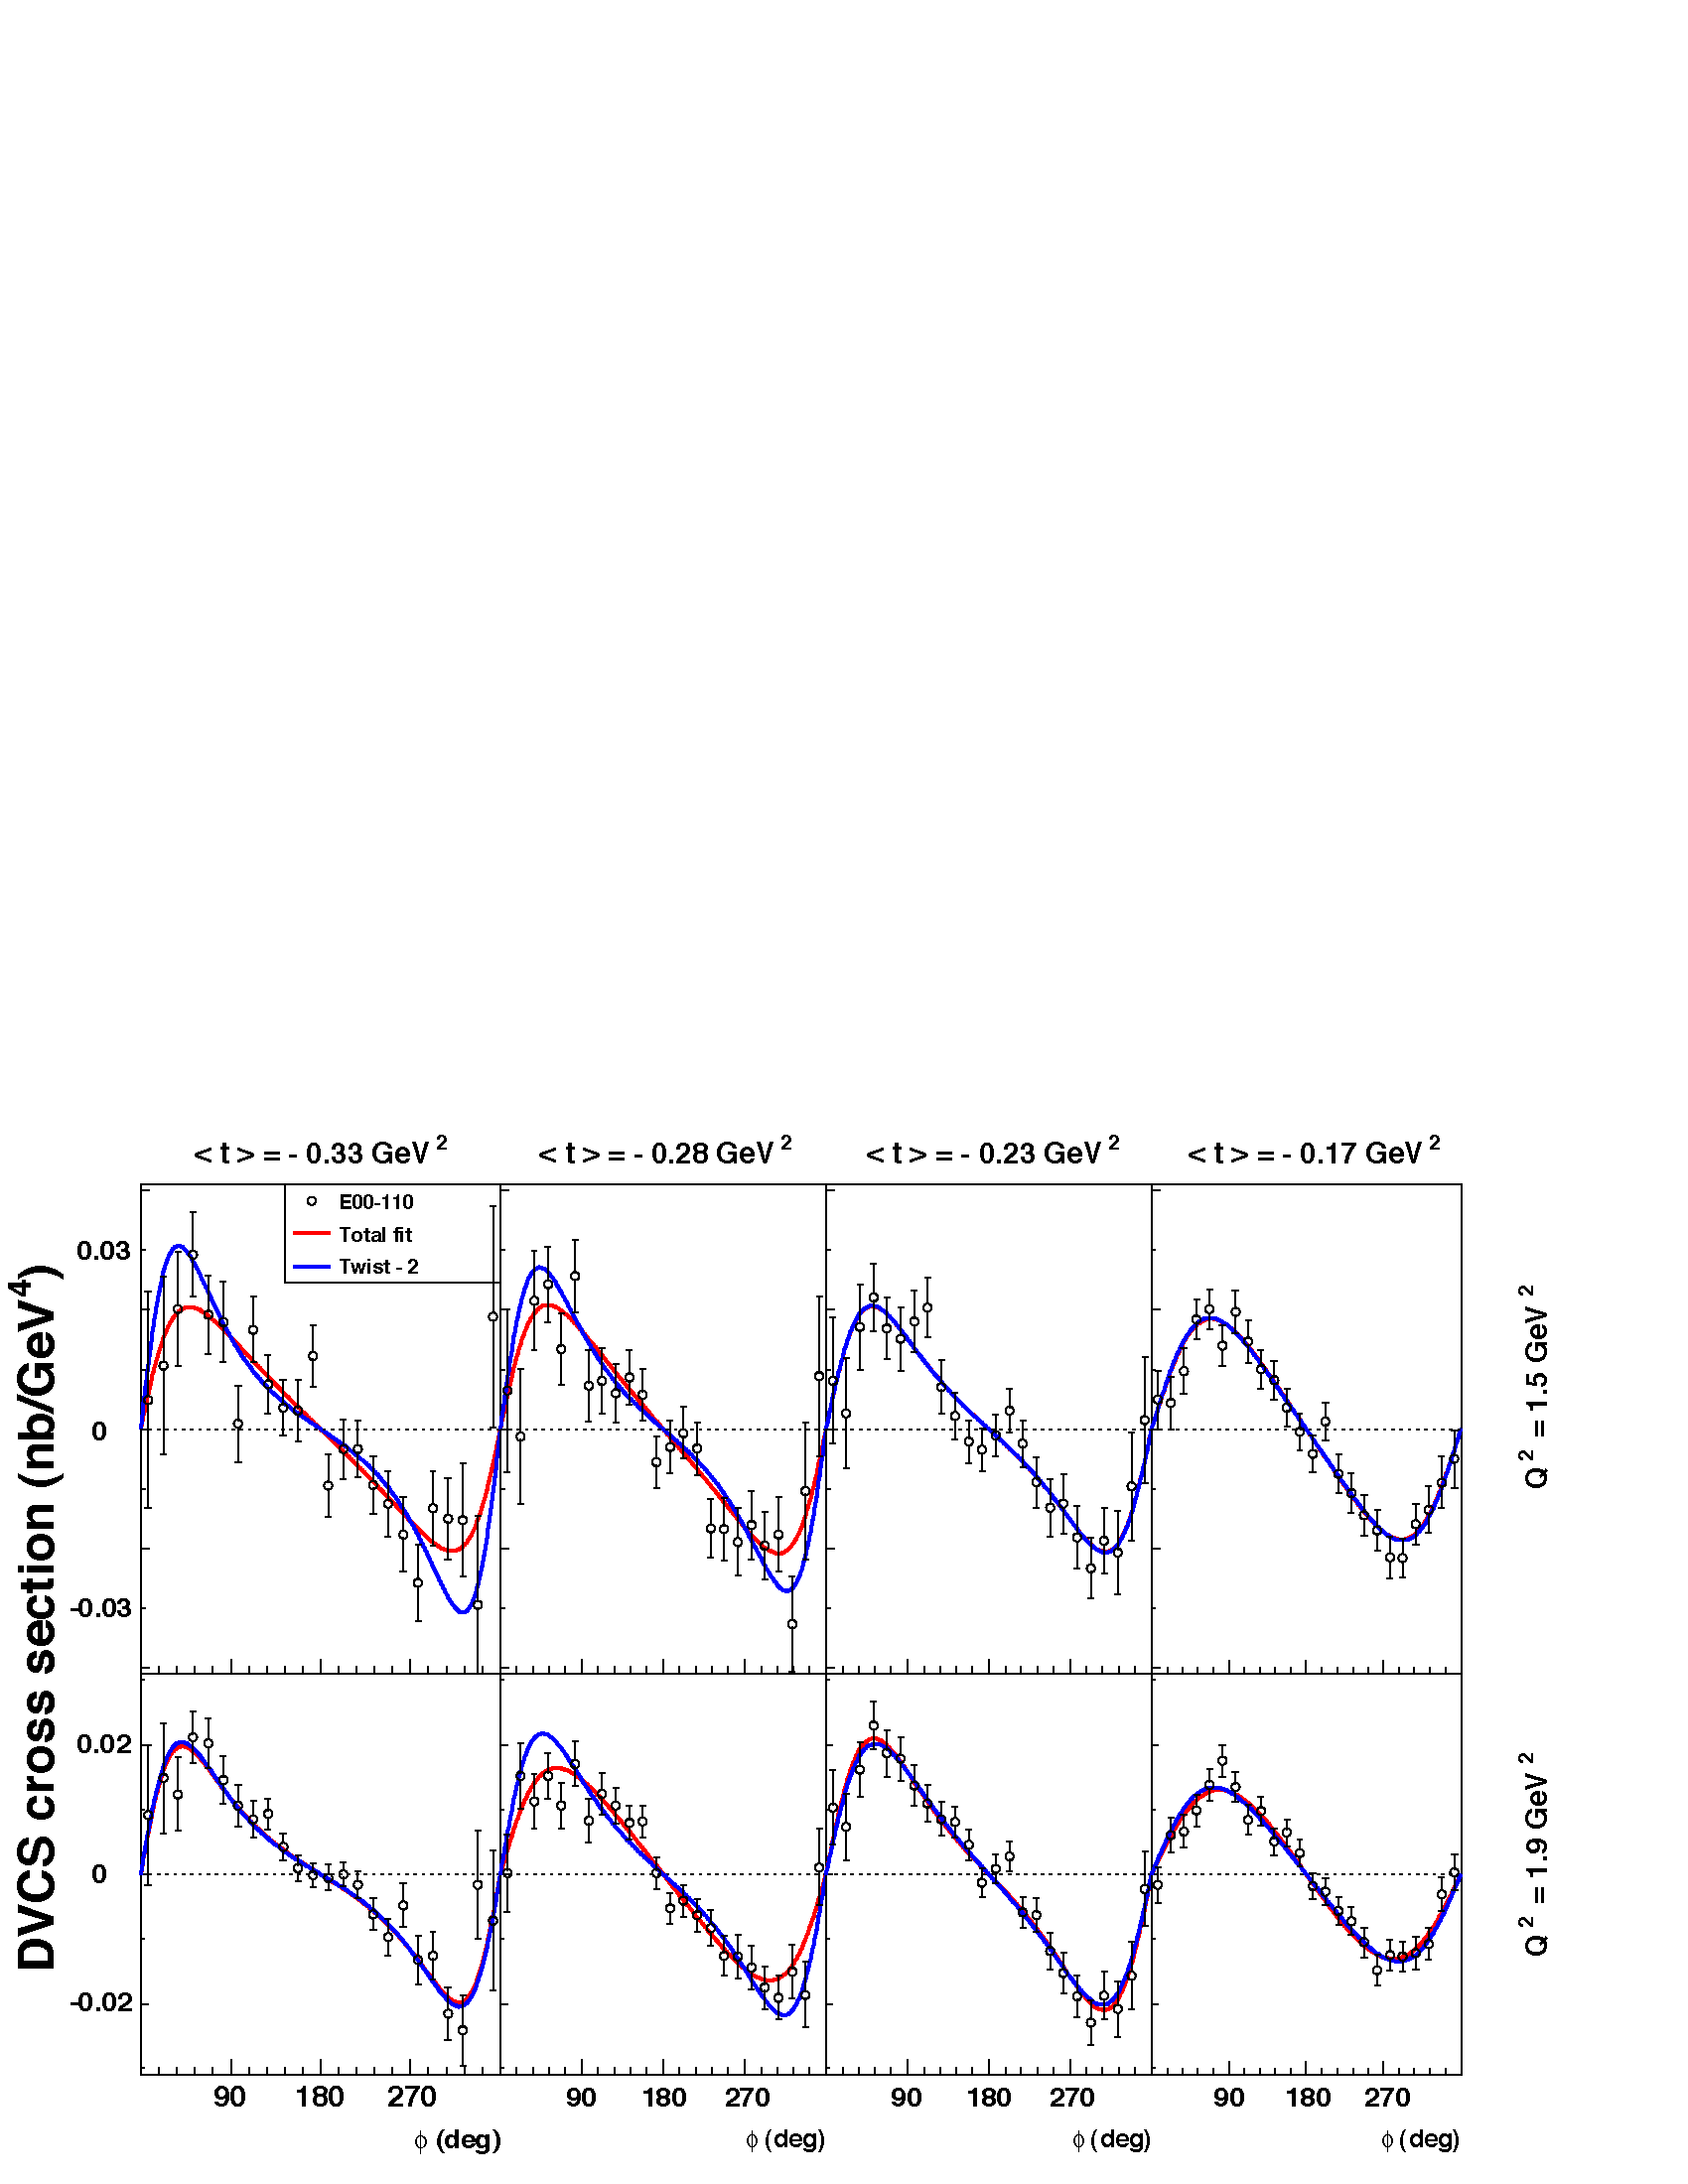 < t > = - 0.33 GeV 2
< t > = - 0.28 GeV 2
< t > = - 0.23 GeV 2
< t > = - 0.17 GeV 2
E00-110
Total fit
Twist - 2
0.03
0
-0.03
0.02
0
-0.02
DVCS cross section (nb/GeV4)
Q 2 = 1.5 GeV 2
Q 2 = 1.9 GeV 2
90 180 270
90 180 270
90 180 270
90 180 270
ϕ (deg)
ϕ (deg)
ϕ (deg)
ϕ (deg)